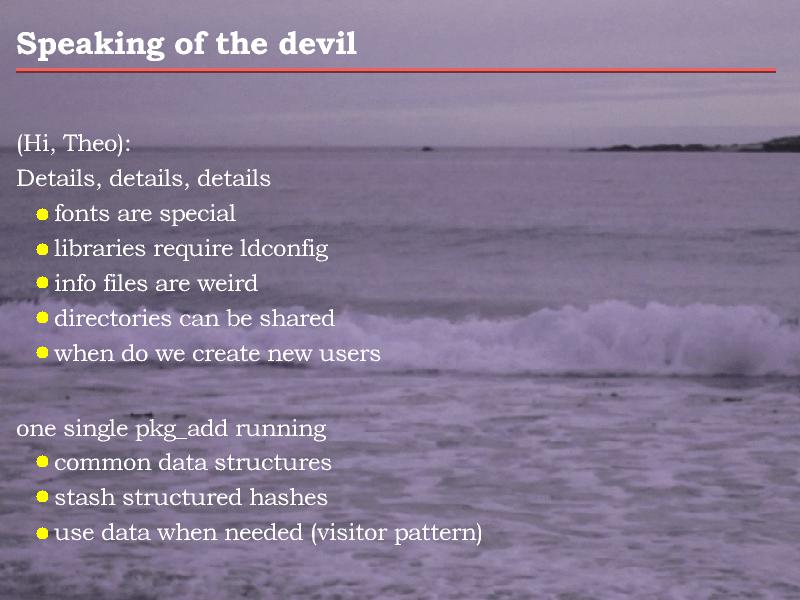 Speaking of the devil
(Hi, Theo):
Details, details, details
fonts are special
libraries require ldconfig
info files are weird
directories can be shared
when do we create new users
one single pkg_add running
common data structures
stash structured hashes
use data when needed (visitor pattern)